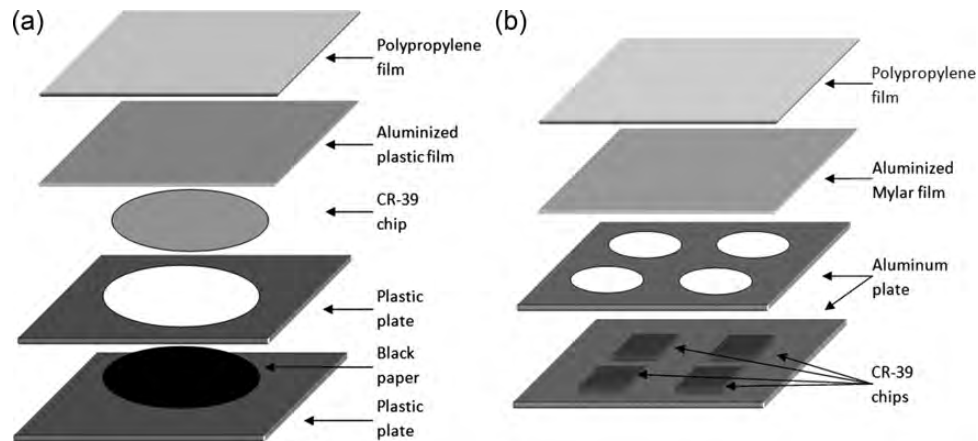 (a)
Polypropylene
film
Aluminized
plastic film
CR-39
chip
Plastic
plate
Black
paper
Plastic
plate
(b)
Polypropylene
film
Aluminized
Mylar film
Aluminum
plate
CR-39
chips